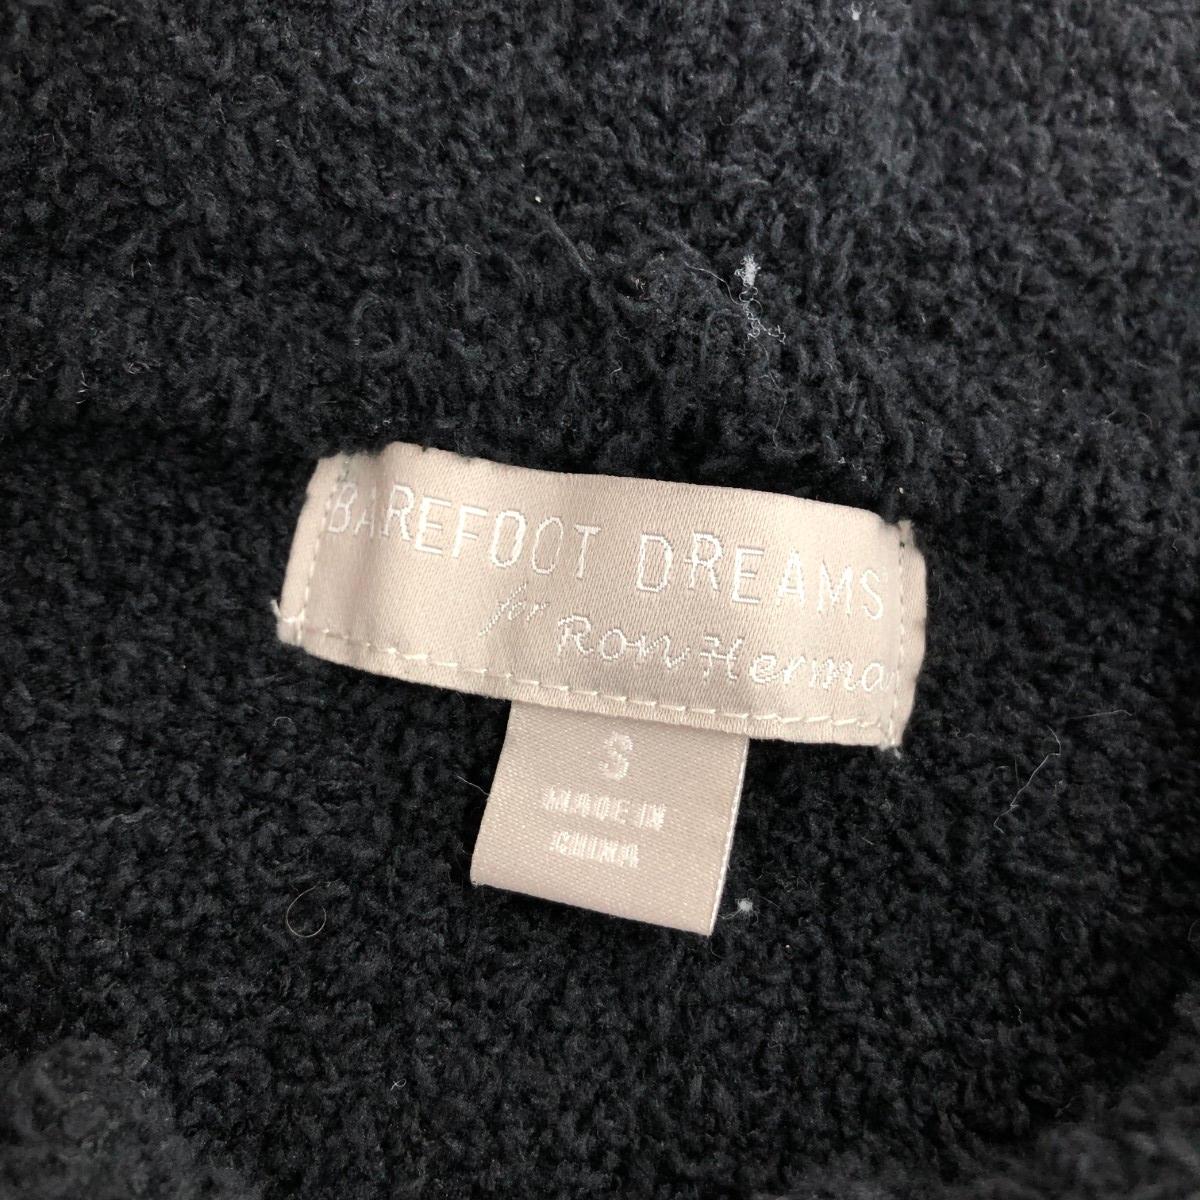 BAREFOOT DREAMS
for Ron Herma
S
MADE IN
CHINA